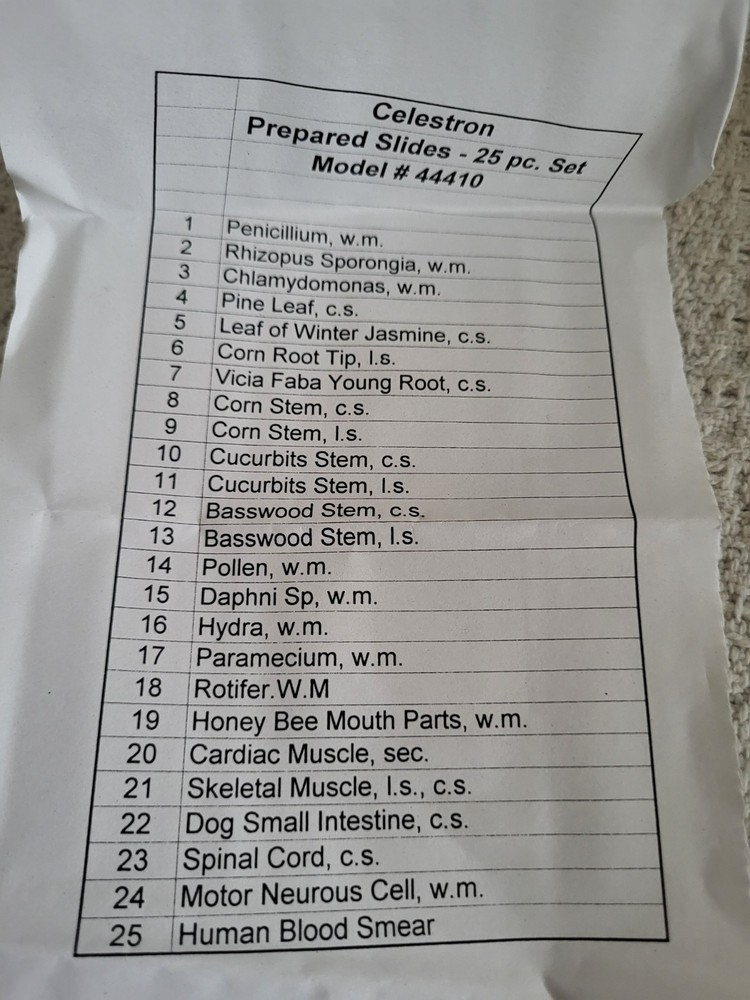 Celestron
Prepared Slides - 25 pc. Set
Model # 44410
1 Penicillium, w.m.
2 Rhizopus Sporongia, w.m.
3 Chlamydomonas, w.m.
4 Pine Leaf, c.s.
5 Leaf of Winter Jasmine, c.s.
6 Corn Root Tip, l.s.
7 Vicia Faba Young Root, c.s.
8 Corn Stem, c.s.
9 Corn Stem, l.s.
10 Cucurbits Stem, c.s.
11 Cucurbits Stem, l.s.
12 Basswood Stem, c.s.
13 Basswood Stem, l.s.
14 Pollen, w.m.
15 Daphni Sp, w.m.
16 Hydra, w.m.
17 Paramecium, w.m.
18 Rotifer.W.M
19 Honey Bee Mouth Parts, w.m.
20 Cardiac Muscle, sec.
21 Skeletal Muscle, l.s., c.s.
22 Dog Small Intestine, c.s.
23 Spinal Cord, c.s.
24 Motor Neurous Cell, w.m.
25 Human Blood Smear